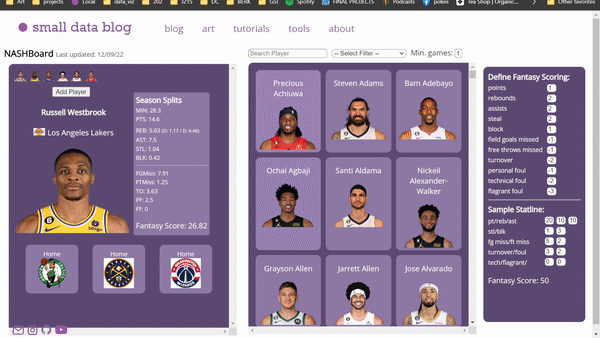 Art
projects
Local
data_viz
202
J215
DC
BERK
GSI
Spotify
FINAL PROJECTS
Podcasts
pokes
Tea Shop | Organic...
Other favorites
small data blog
blog
art
tutorials
tools
about
NASHBoard Last updated: 12/09/22
Search Player
-- Select Filter --
Min. games: 1
Add Player
Russell Westbrook
Los Angeles Lakers
Season Splits
MIN: 28.3
PTS: 14.6
REB: 5.63 (O: 1.17 / D: 4.46)
AST: 7.5
STL: 1.04
BLK: 0.42
FGMiss: 7.91
FTMiss: 1.25
TO: 3.63
PF: 2.5
FF: 0
Fantasy Score: 26.82
Home
Home
Home
Precious Achiuwa
Steven Adams
Bam Adebayo
Ochai Agbaji
Santi Aldama
Nickeil Alexander-Walker
Grayson Allen
Jarrett Allen
Jose Alvarado
Define Fantasy Scoring:
points 1
rebounds 2
assists 2
steal 2
block 1
field goals missed -1
free throws missed -1
turnover -2
personal foul -1
technical foul -2
flagrant foul -3
Sample Statline:
pt/reb/ast 20 10 10
stl/blk 1 3
fg miss/ft miss 5 2
turnover/foul 3 2
tech/flagrant/ 0 0
Fantasy Score: 50